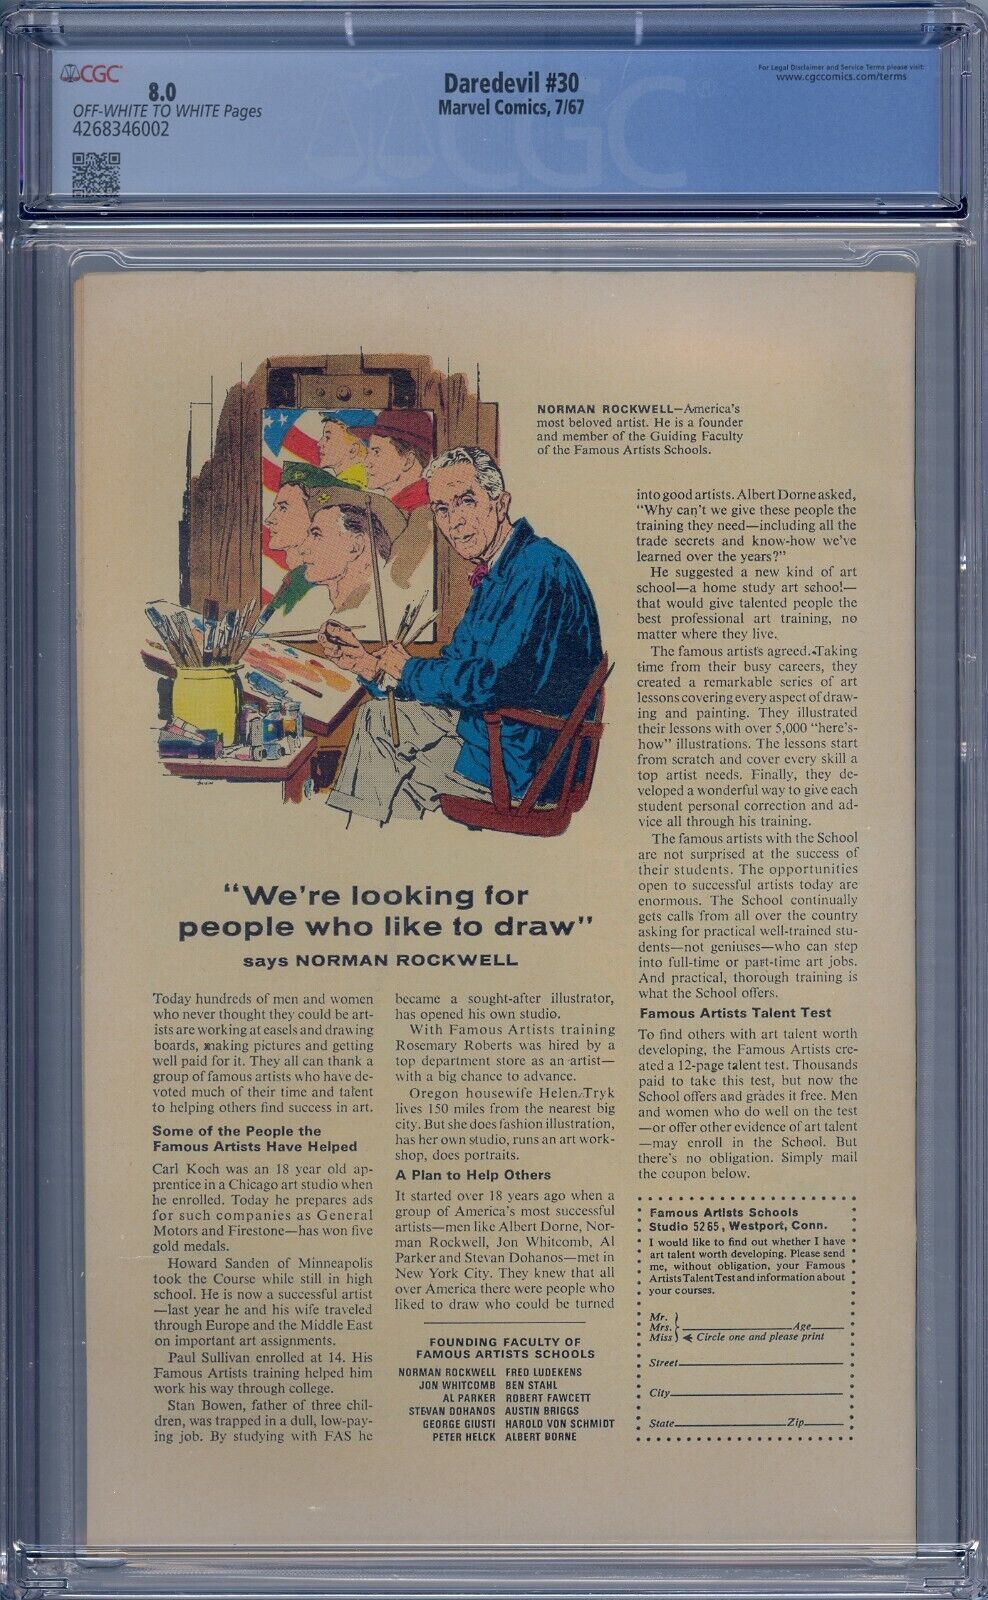 CGC
8.0
OFF-WHITE TO WHITE Pages
4268346002
Daredevil #30
Marvel Comics, 7/67
For Legal Disclaimer and Service Terms please visit:
www.cgccomics.com/terms
CGC
NORMAN ROCKWELL—America's
most beloved artist. He is a founder
and member of the Guiding Faculty
of the Famous Artists Schools.
"We're looking for
people who like to draw"
says NORMAN ROCKWELL
Today hundreds of men and women
who never thought they could be art-
ists are working at easels and drawing
boards, making pictures and getting
well paid for it. They all can thank a
group of famous artists who have de-
voted much of their time and talent
to helping others find success in art.
Some of the People the
Famous Artists Have Helped
Carl Koch was an 18 year old ap-
prentice in a Chicago art studio when
he enrolled. Today he prepares ads
for such companies as General
Motors and Firestone—has won five
gold medals.
Howard Sanden of Minneapolis
took the Course while still in high
school. He is now a successful artist
—last year he and his wife traveled
through Europe and the Middle East
on important art assignments.
Paul Sullivan enrolled at 14. His
Famous Artists training helped him
work his way through college.
Stan Bowen, father of three chil-
dren, was trapped in a dull, low-pay-
ing job. By studying with FAS he
became a sought-after illustrator,
has opened his own studio.
With Famous Artists training
Rosemary Roberts was hired by a
top department store as an artist—
with a big chance to advance.
Oregon housewife Helen Tryk
lives 150 miles from the nearest big
city. But she does fashion illustration,
has her own studio, runs an art work-
shop, does portraits.
A Plan to Help Others
It started over 18 years ago when a
group of America's most successful
artists—men like Albert Dorne, Nor-
man Rockwell, Jon Whitcomb, Al
Parker and Stevan Dohanos—met in
New York City. They knew that all
over America there were people who
liked to draw who could be turned
FOUNDING FACULTY OF
FAMOUS ARTISTS SCHOOLS
NORMAN ROCKWELL FRED LUDEKENS
JON WHITCOMB BEN STAHL
AL PARKER ROBERT FAWCETT
STEVAN DOHANOS AUSTIN BRIGGS
GEORGE GIUSTI HAROLD VON SCHMIDT
PETER HELCK ALBERT DORNE
into good artists. Albert Dorne asked,
"Why can't we give these people the
training they need—including all the
trade secrets and know-how we've
learned over the years?"
He suggested a new kind of art
school—a home study art school—
that would give talented people the
best professional art training, no
matter where they live.
The famous artists agreed. Taking
time from their busy careers, they
created a remarkable series of art
lessons covering every aspect of draw-
ing and painting. They illustrated
their lessons with over 5,000 "here's-
how" illustrations. The lessons start
from scratch and cover every skill a
top artist needs. Finally, they de-
veloped a wonderful way to give each
student personal correction and ad-
vice all through his training.
The famous artists with the School
are not surprised at the success of
their students. The opportunities
open to successful artists today are
enormous. The School continually
gets calls from all over the country
asking for practical well-trained stu-
dents—not geniuses—who can step
into full-time or part-time art jobs.
And practical, thorough training is
what the School offers.
Famous Artists Talent Test
To find others with art talent worth
developing, the Famous Artists cre-
ated a 12-page talent test. Thousands
paid to take this test, but now the
School offers and grades it free. Men
and women who do well on the test
—or offer other evidence of art talent
—may enroll in the School. But
there's no obligation. Simply mail
the coupon below.
Famous Artists Schools
Studio 5265, Westport, Conn.
I would like to find out whether I have
art talent worth developing. Please send
me, without obligation, your Famous
Artists Talent Test and information about
your courses.
Mr.
Mrs. Age
Miss Circle one and please print
Street
City
State Zip